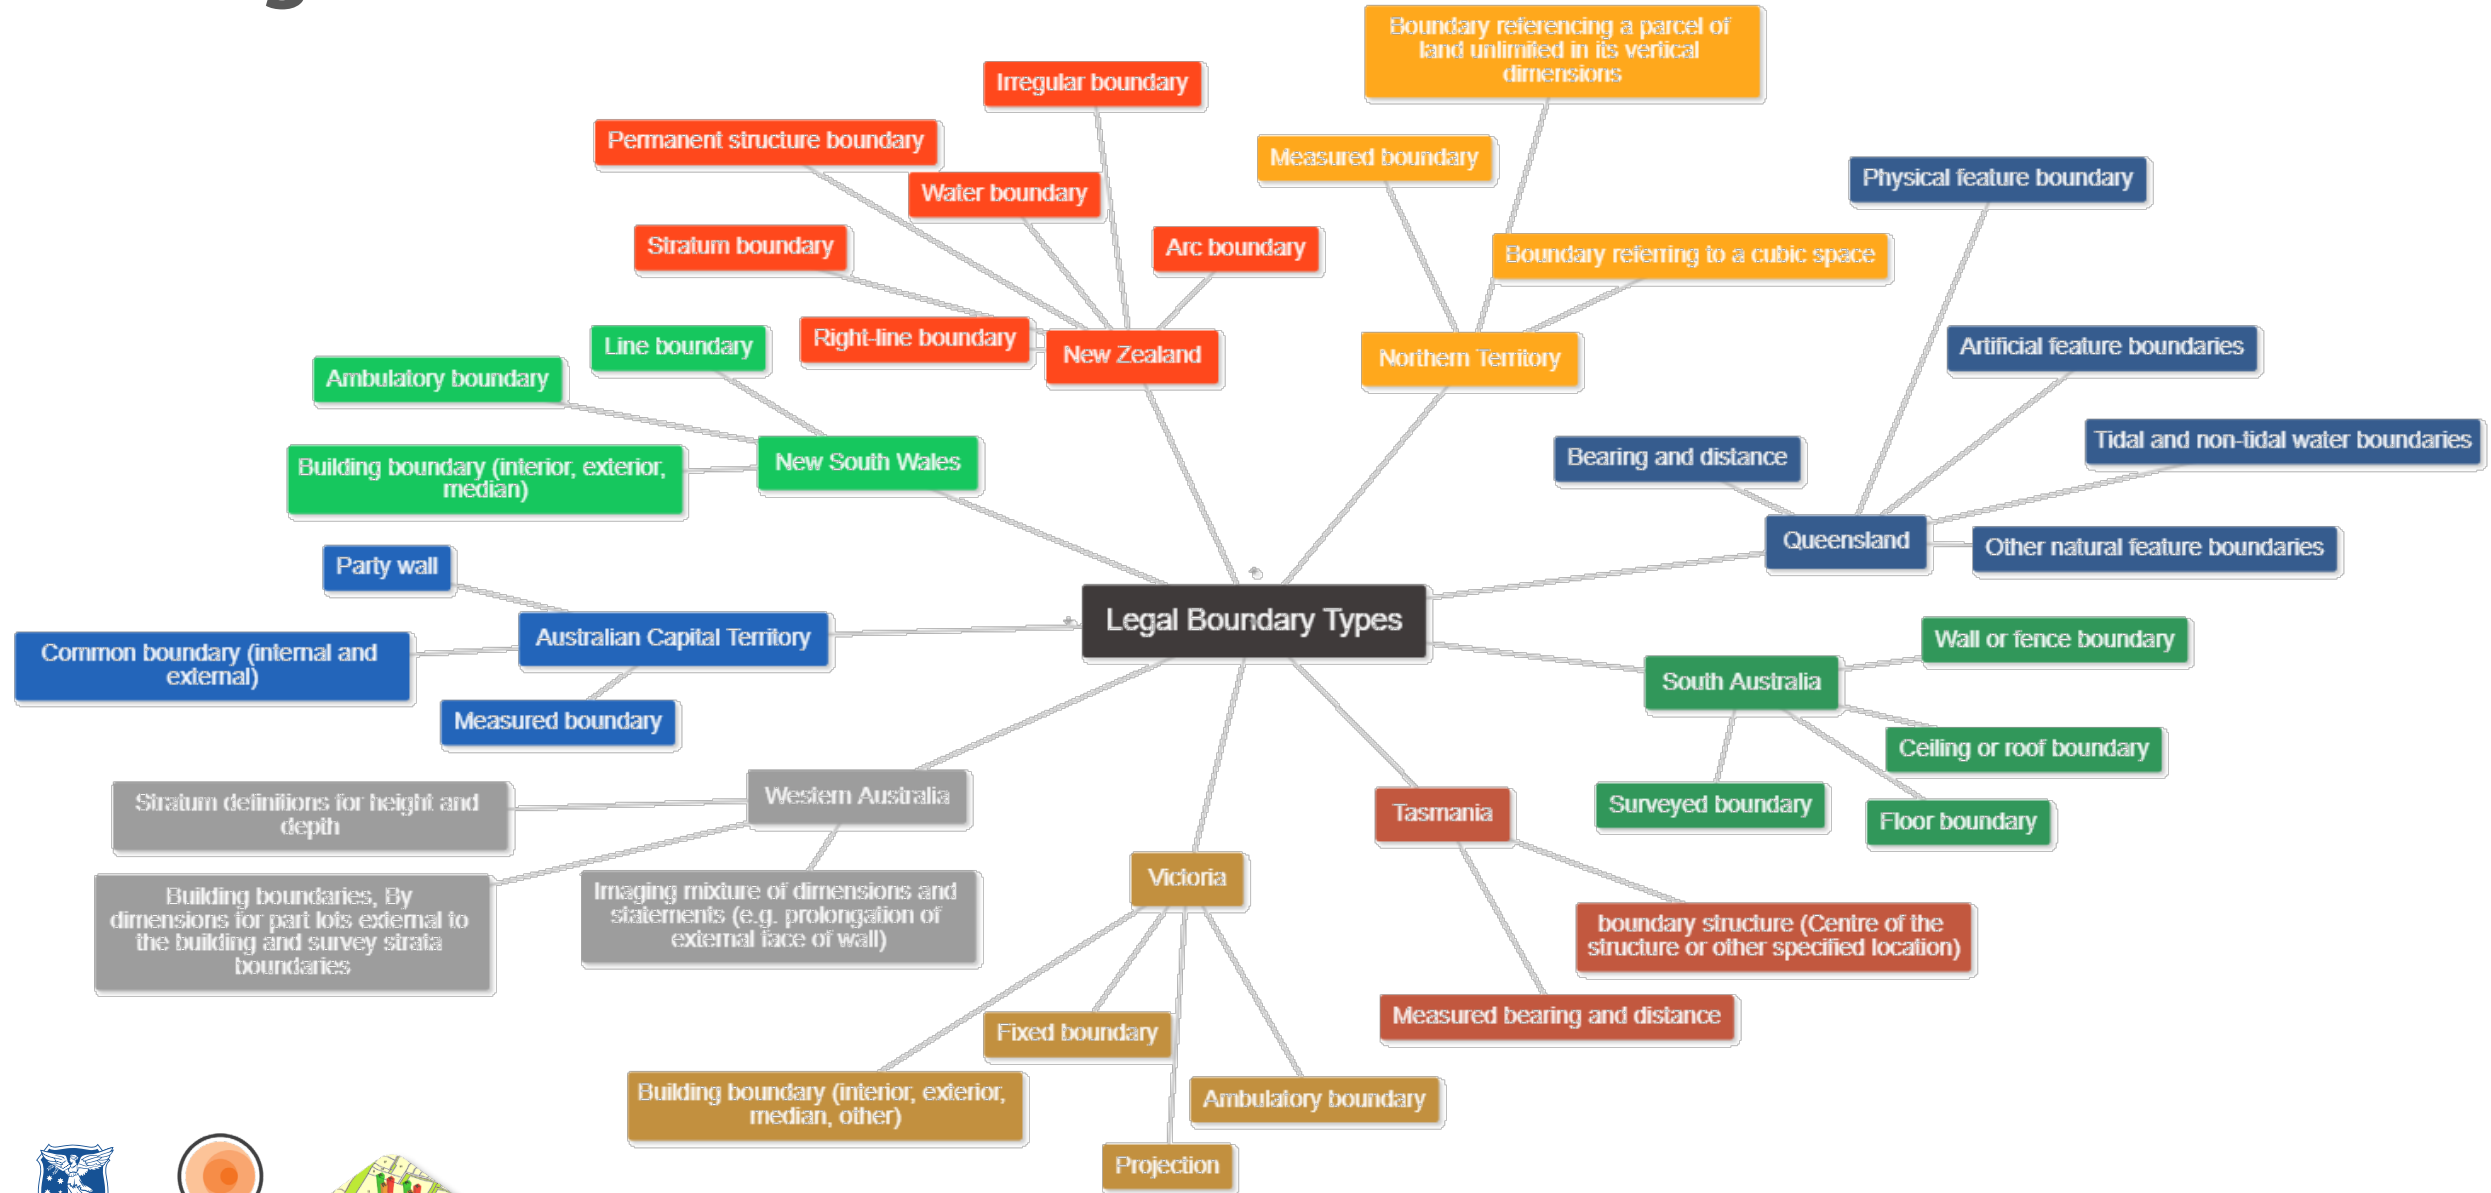 Boundary referencing a parcel of
land unlimited in its vertical
dimensions
Irregular boundary
Permanent structure boundary
Measured boundary
Physical feature boundary
Water boundary
Stratum boundary
Arc boundary
Boundary referring to a cubic space
Right-line boundary
New Zealand
Northern Territory
Line boundary
Artificial feature boundaries
Ambulatory boundary
Building boundary (interior, exterior,
median)
New South Wales
Bearing and distance
Tidal and non-tidal water boundaries
Queensland
Other natural feature boundaries
Party wall
Australian Capital Territory
Common boundary (internal and
external)
Measured boundary
Legal Boundary Types
Wall or fence boundary
South Australia
Ceiling or roof boundary
Surveyed boundary
Floor boundary
Western Australia
Stratum definitions for height and
depth
Building boundaries, By
dimensions for part lots external to
the building and survey strata
boundaries
Imaging mixture of dimensions and
statements (e.g. prolongation of
external face of wall)
Tasmania
boundary structure (Centre of the
structure or other specified location)
Measured bearing and distance
Victoria
Fixed boundary
Building boundary (interior, exterior,
median, other)
Ambulatory boundary
Projection